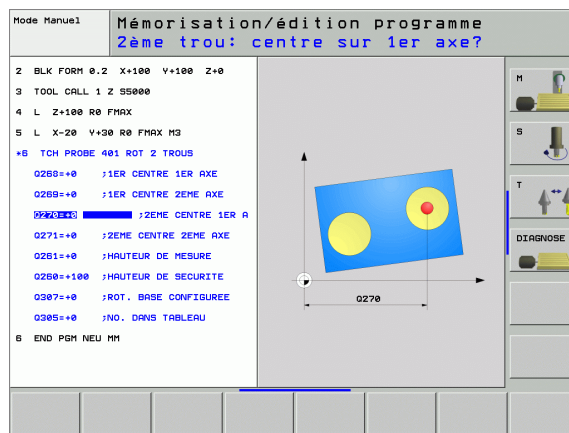 Mode Manuel
Mémorisation/édition programme
2ème trou: centre sur 1er axe?
2 BLK FORM 0.2 X+100 Y+100 Z+0
3 TOOL CALL 1 Z S5000
4 L Z+100 R0 FMAX
5 L X-20 Y+30 R0 FMAX M3
*6 TCH PROBE 401 ROT 2 TROUS
Q268=+0 ;1ER CENTRE 1ER AXE
Q269=+0 ;1ER CENTRE 2EME AXE
Q270=+0 ;2EME CENTRE 1ER A
Q271=+0 ;2EME CENTRE 2EME AXE
Q261=+0 ;HAUTEUR DE MESURE
Q260=+100 ;HAUTEUR DE SECURITE
Q307=+0 ;ROT. BASE CONFIGUREE
Q305=+0 ;NO. DANS TABLEAU
6 END PGM NEU MM
Q270
M
S
T
DIAGNOSE